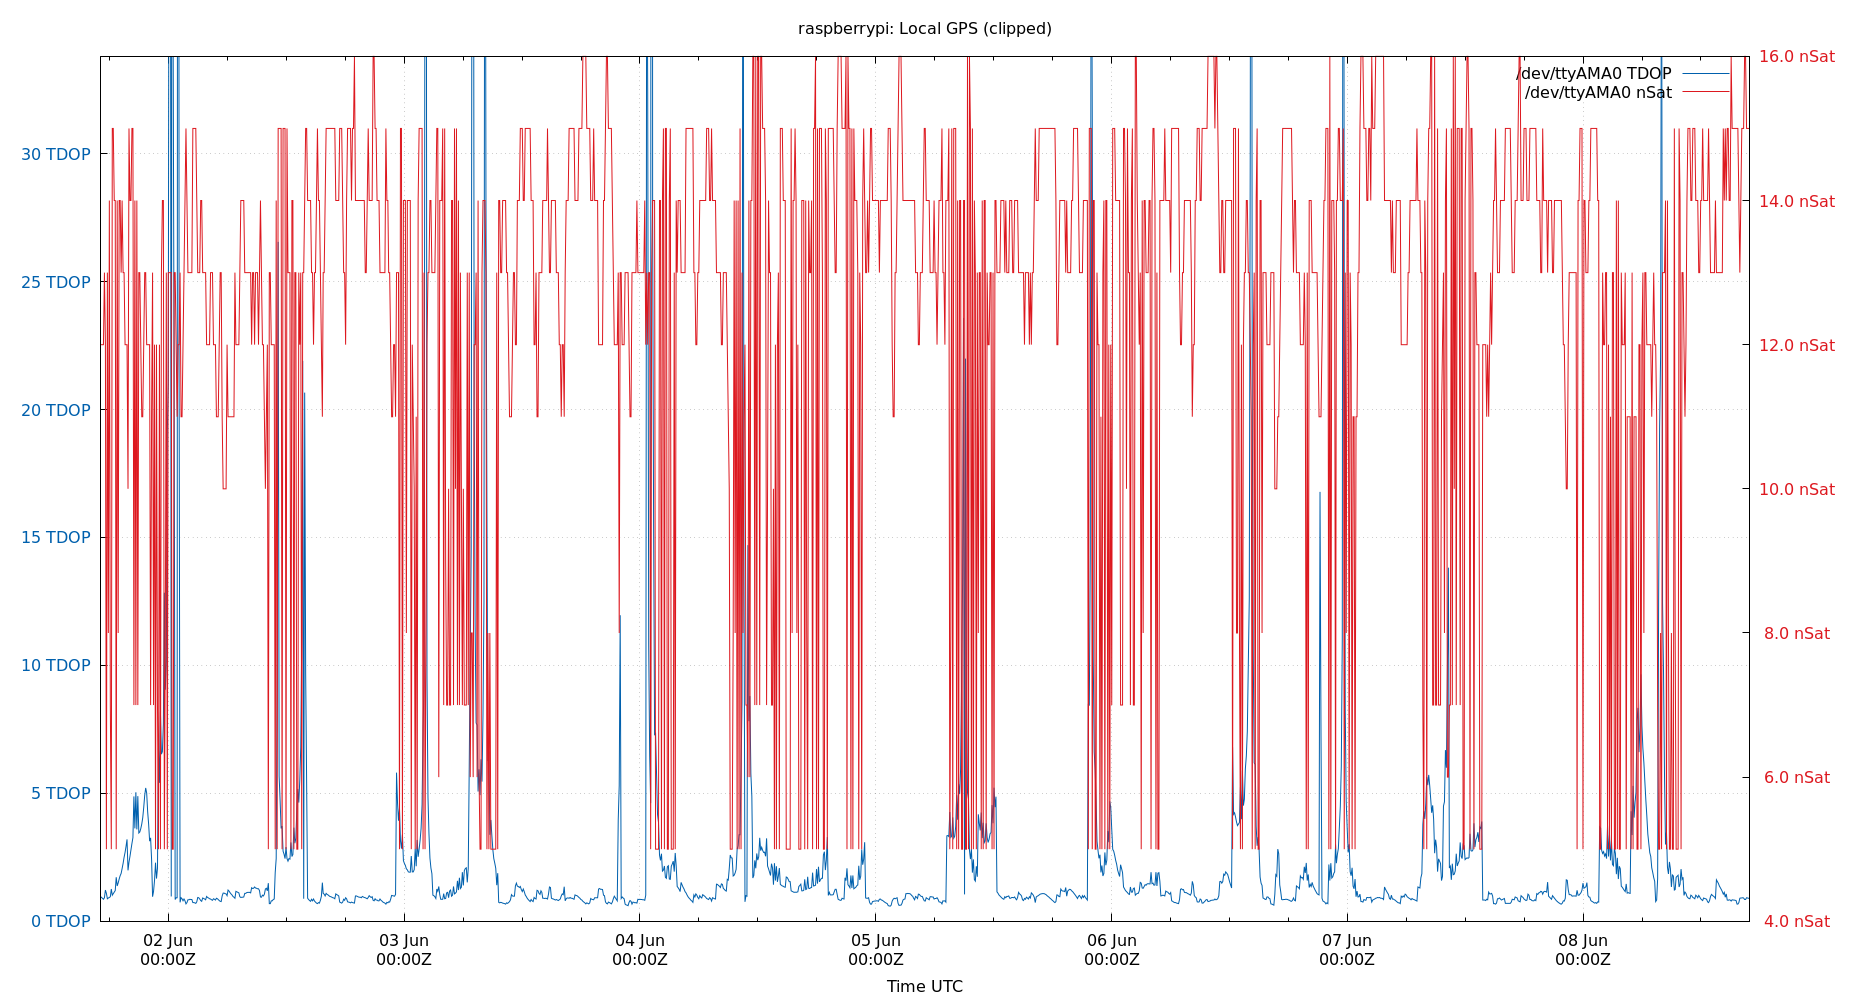 raspberrypi: Local GPS (clipped)
16.0 nSat
/dev/ttyAMA0 TDOP
/dev/ttyAMA0 nSat
30 TDOP
14.0 nSat
25 TDOP
12.0 nSat
20 TDOP
10.0 nSat
15 TDOP
8.0 nSat
10 TDOP
6.0 nSat
5 TDOP
0 TDOP
4.0 nSat
02 Jun 03 Jun 04 Jun 05 Jun 06 Jun 07 Jun 08 Jun
00:00Z 00:00Z 00:00Z 00:00Z 00:00Z 00:00Z 00:00Z
Time UTC